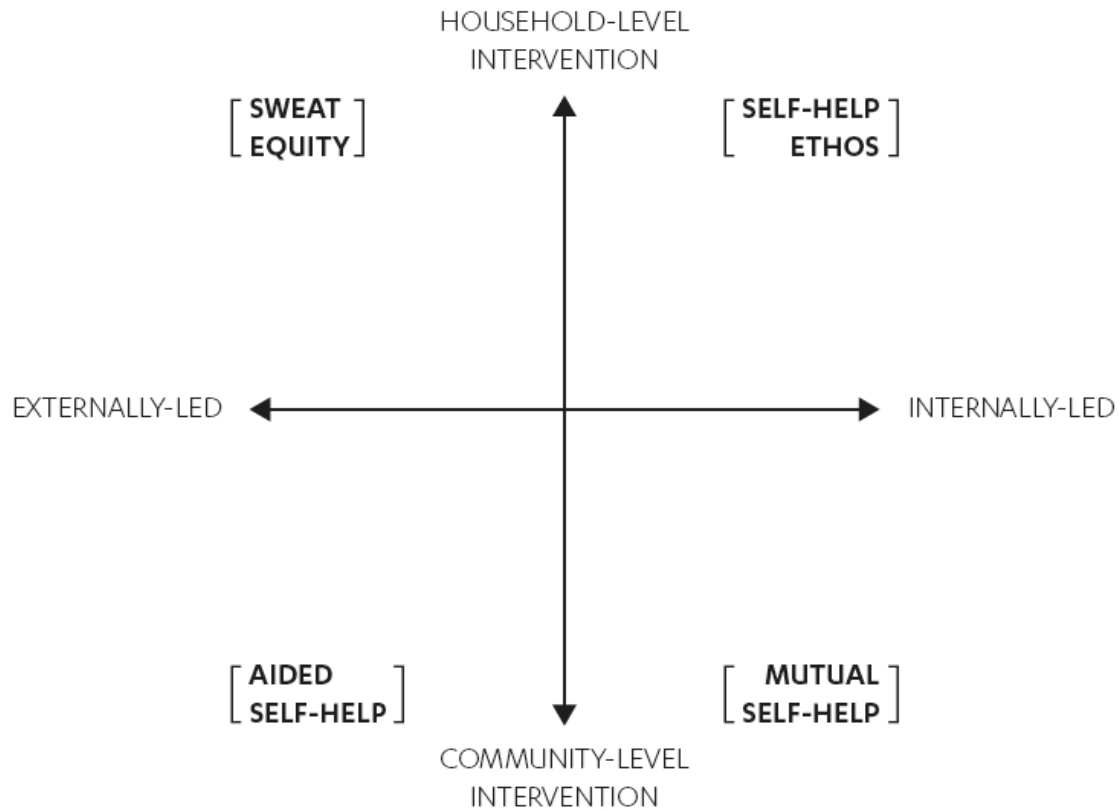 HOUSEHOLD-LEVEL
INTERVENTION
SWEAT
EQUITY
SELF-HELP
ETHOS
EXTERNALLY-LED
INTERNALLY-LED
AIDED
SELF-HELP
MUTUAL
SELF-HELP
COMMUNITY-LEVEL
INTERVENTION